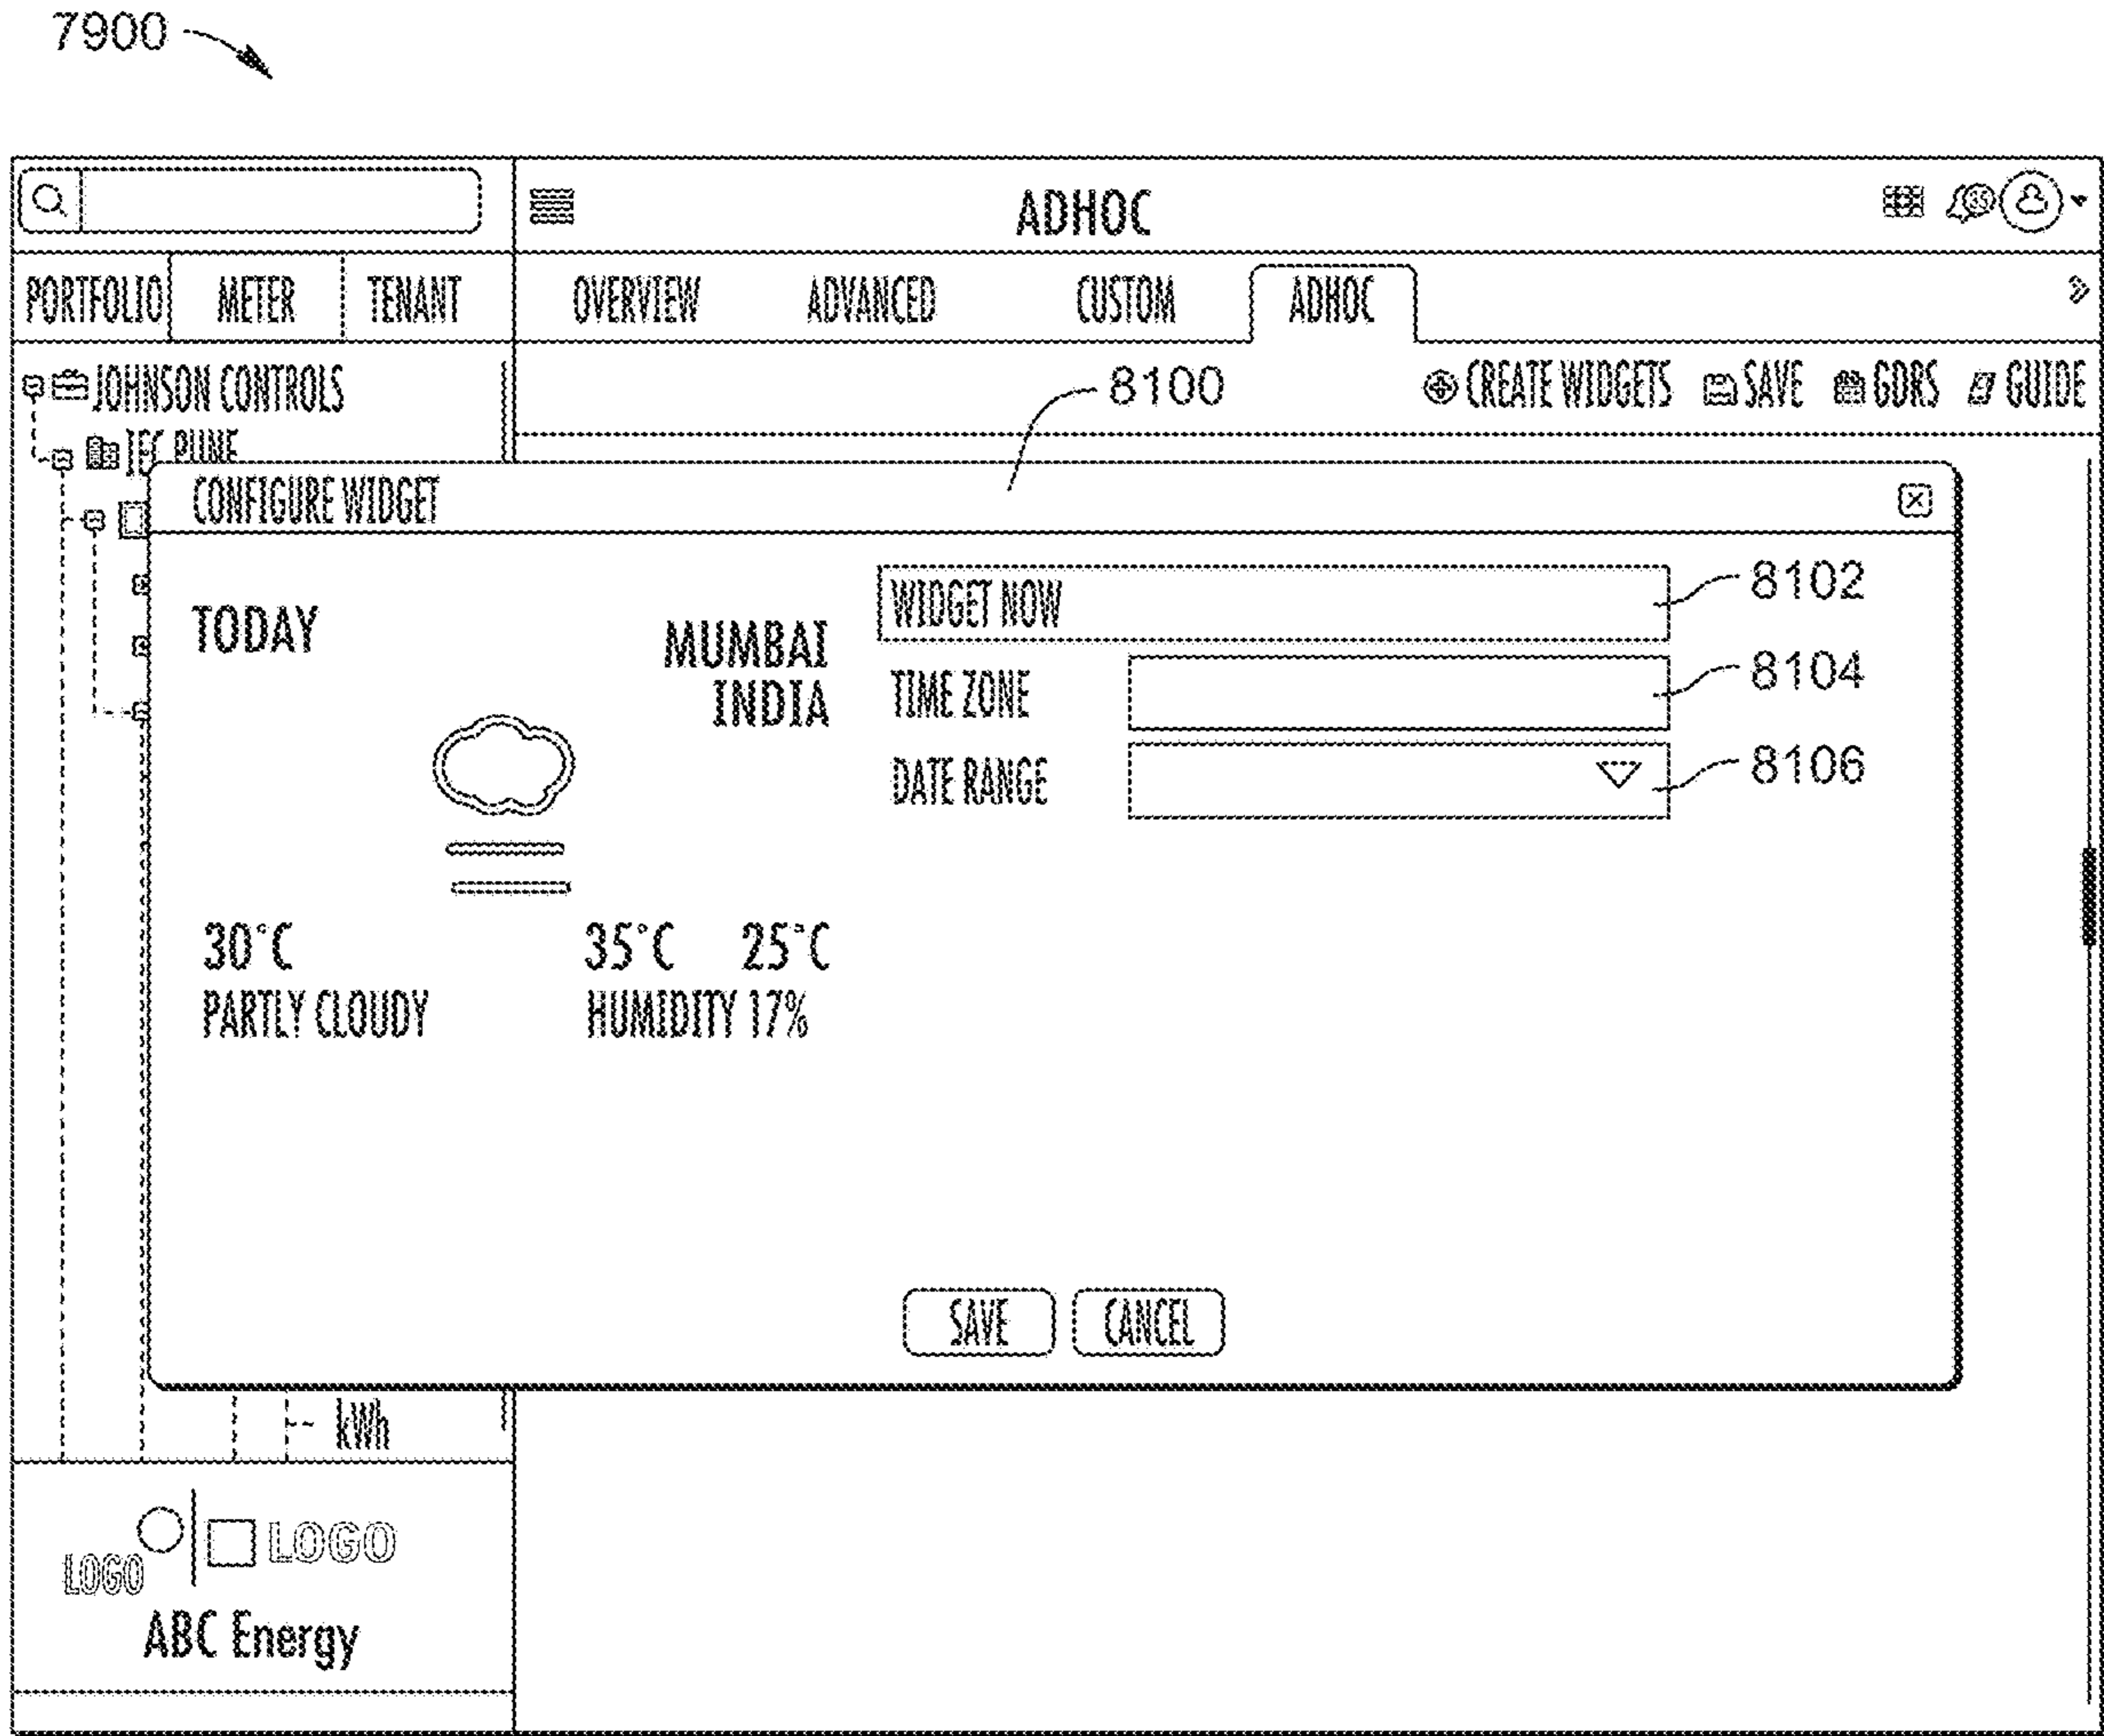 7900
ADHOC
PORTFOLIO METER TENANT
OVERVIEW ADVANCED CUSTOM ADHOC
JOHNSON CONTROLS
8100
CREATE WIDGETS SAVE GDRS GUIDE
PUNE
CONFIGURE WIDGET
WIDGET NOW
8102
TODAY
MUMBAI
INDIA
TIME ZONE
8104
DATE RANGE
8106
30°C 35°C 25°C
PARTLY CLOUDY HUMIDITY 17%
SAVE CANCEL
kWh
LOGO LOGO
ABC Energy